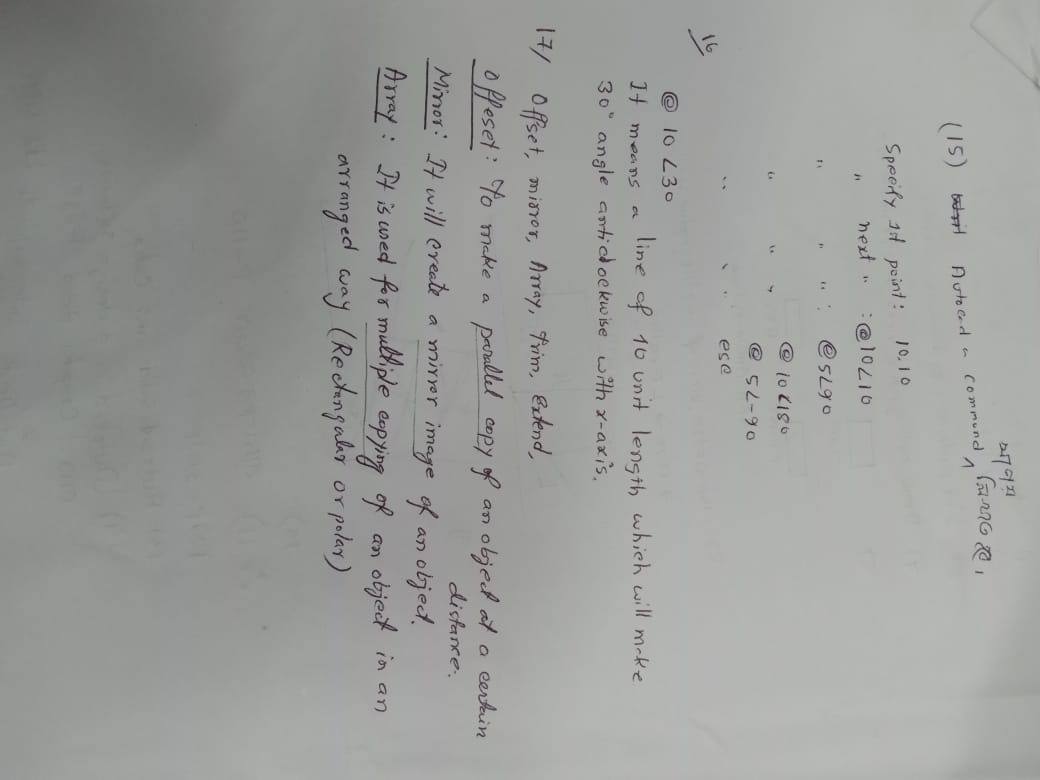 (15) Autocad a command
Specify 1st point: 10.10
" next " : @10<10
" " " : @5<90
" " " @10<180
" " " @5<-90
ese
16
@ 10 <30
It means a line of 10 unit length which will make
30° angle anticlockwise with x-axis.
17/ Offset, mirror, Array, Trim, Extend,
Offeset: To make a parallel copy of an object at a certain
distance.
Mirror: It will create a mirror image of an object.
Array: It is used for multiple copying of an object in an
arranged way (Rectangular or polar)